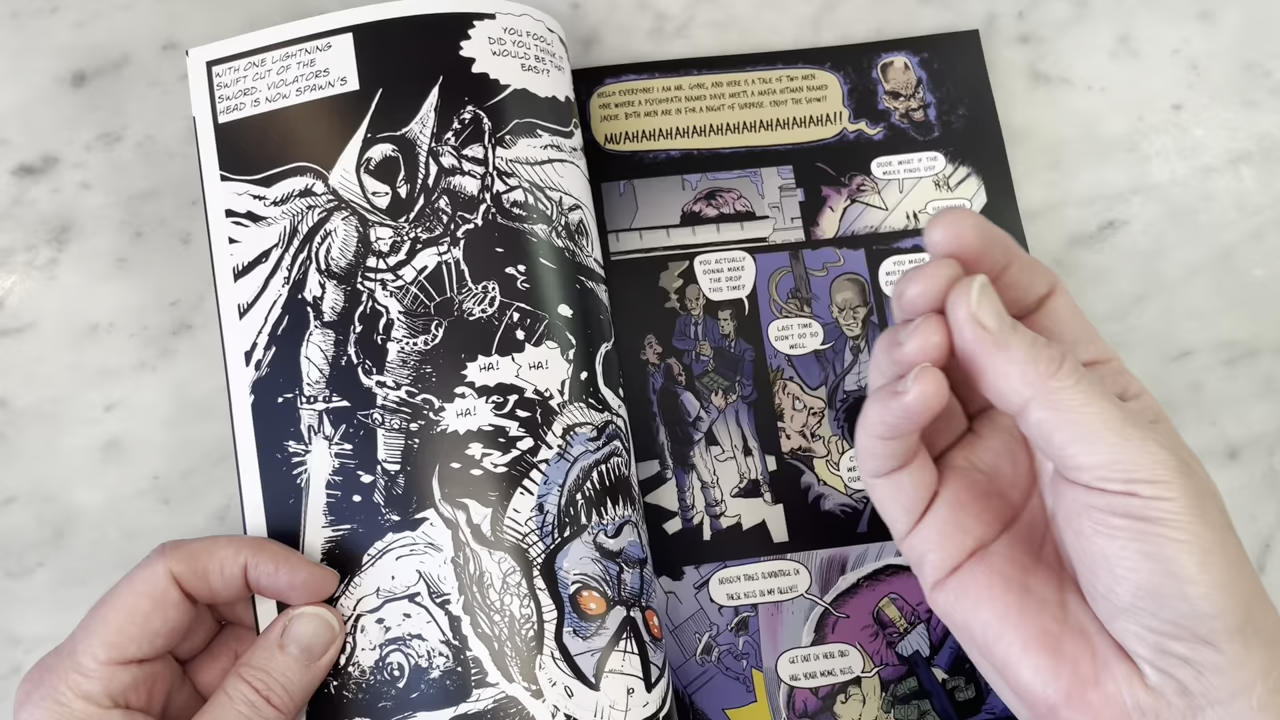 WITH ONE LIGHTNING
SWIFT CUT OF THE
SWORD. VIOLATORS
HEAD IS NOW SPAWN'S
YOU FOOL!
DID YOU THINK IT
WOULD BE THAT
EASY?
HA! HA!
HA!
HELLO EVERYONE! I AM MR. GONE, AND HERE IS A TALE OF TWO MEN.
ONE WHERE A PSYCHOPATH NAMED DAVE MEETS A MAFIA HITMAN NAMED
JACKIE. BOTH MEN ARE IN FOR A NIGHT OF SURPRISE. ENJOY THE SHOW!!
MUAHAHAHAHAHAHAHAHAHAHAHA!!
DUDE, WHAT IF THE
MAXX FINDS US?
YOU ACTUALLY
GONNA MAKE
THE DROP
THIS TIME?
LAST TIME
DIDN'T GO SO
WELL.
YOU MADE
NOBODY TAKES ADVANTAGE OF
THESE KIDS IN MY ALLEY!!!
GET OUT OF HERE AND
HUG YOUR MOMS, KIDS.